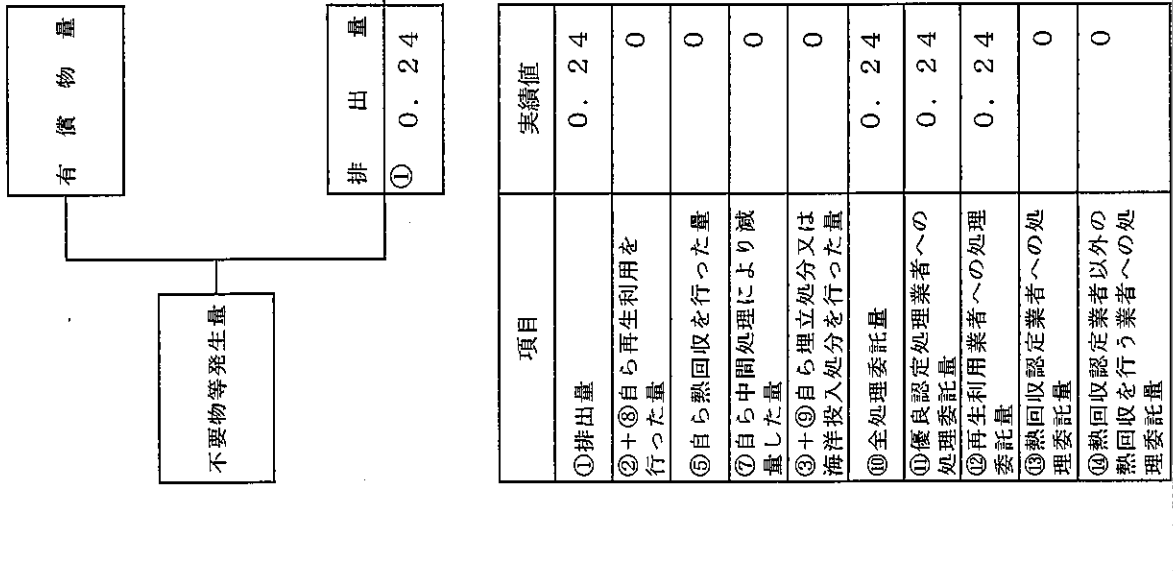 有償物量
不要物等発生量
排出量
① 0.24
項目 実績値
①排出量 0.24
②+⑧自ら再生利用を
行った量 0
⑤自ら熱回収を行った量 0
⑦自ら中間処理により減
量した量 0
③+⑨自ら埋立処分又は
海洋投入処分を行った量 0
⑩全処理委託量 0.24
⑪優良認定処理業者への
処理委託量 0.24
⑫再生利用業者への処理
委託量 0.24
⑬熱回収認定業者への処
理委託量 0
⑭熱回収認定業者以外の
熱回収を行う業者への処
理委託量 0